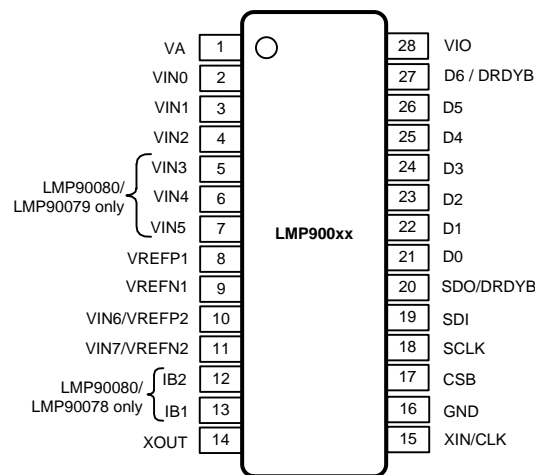 VA 1 28 VIO
VIN0 2 27 D6 / DRDYB
VIN1 3 26 D5
VIN2 4 25 D4
VIN3 5 24 D3
LMP90080/
LMP90079 only
VIN4 6 23 D2
VIN5 7 22 D1
LMP900xx
VREFP1 8 21 D0
VREFN1 9 20 SDO/DRDYB
VIN6/VREFP2 10 19 SDI
VIN7/VREFN2 11 18 SCLK
LMP90080/
LMP90078 only
IB2 12 17 CSB
IB1 13 16 GND
XOUT 14 15 XIN/CLK